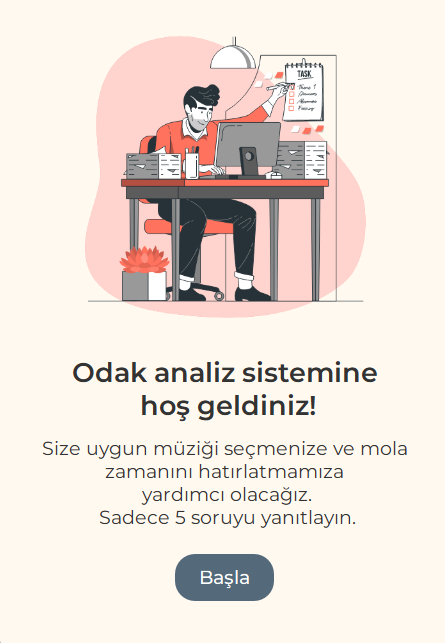 TASK
Odak analiz sistemine
hoş geldiniz!
Size uygun müziği seçmenize ve mola
zamanını hatırlatmamıza
yardımcı olacağız.
Sadece 5 soruyu yanıtlayın.
Başla